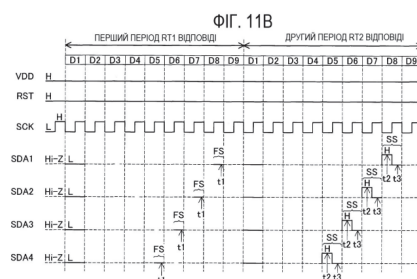 ФІГ. 11В
ПЕРШИЙ ПЕРІОД RT1 ВІДПОВІДІ ДРУГИЙ ПЕРІОД RT2 ВІДПОВІДІ
D1 D2 D3 D4 D5 D6 D7 D8 D9 D1 D2 D3 D4 D5 D6 D7 D8 D9
VDD H
RST H
SCK L H
SS
H
FS
SDA1 Hi-Z L
t1 SS t2 t3
H
FS
SDA2 Hi-Z L
t1 SS t2 t3
H
FS
SDA3 Hi-Z L
t1 SS t2 t3
H
FS
SDA4 Hi-Z L
t2 t3